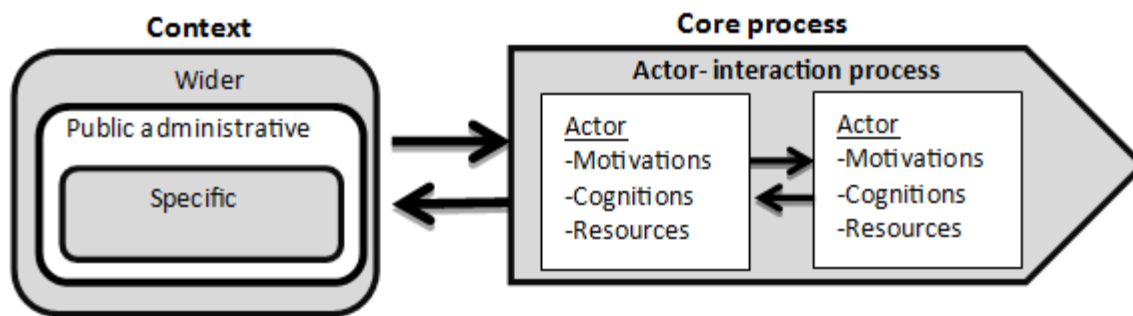 Context
Wider
Public administrative
Specific
Core process
Actor- interaction process
Actor
-Motivations
-Cognitions
-Resources
Actor
-Motivations
-Cognitions
-Resources